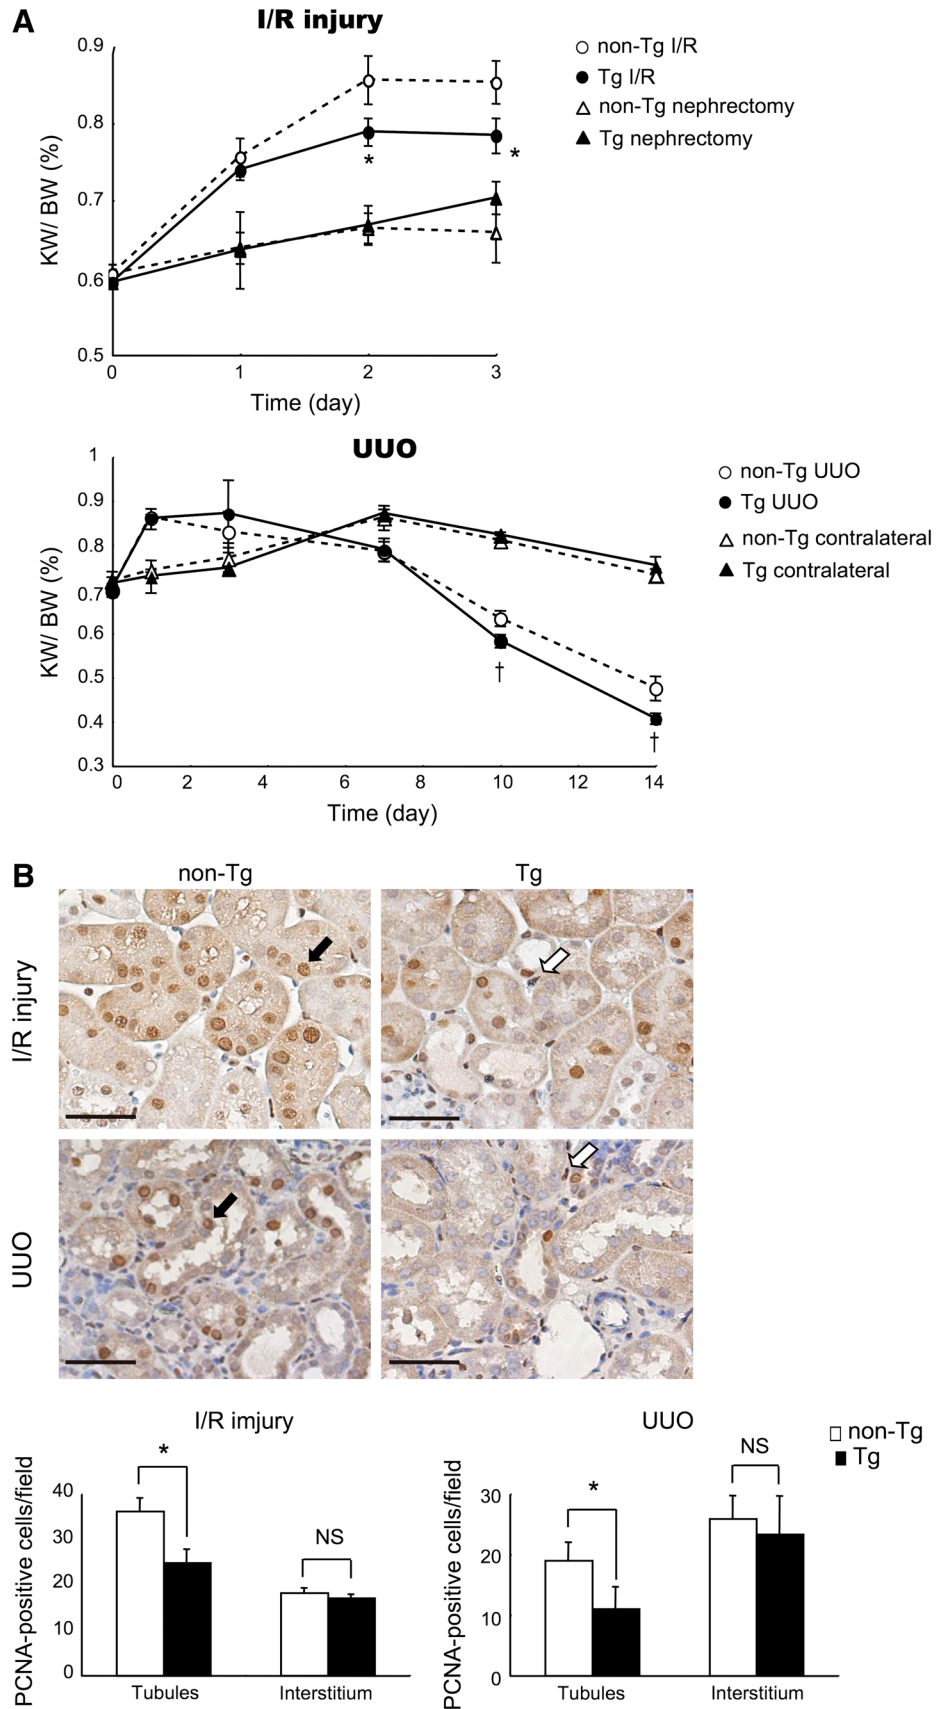 A
I/R injury
0.9
0.8
0.7
0.6
0.5
KW/ BW (%)
0 1 2 3
Time (day)
*
*
non-Tg I/R
Tg I/R
non-Tg nephrectomy
Tg nephrectomy
UUO
1
0.9
0.8
0.7
0.6
0.5
0.4
0.3
KW/ BW (%)
0 2 4 6 8 10 12 14
Time (day)
†
†
non-Tg UUO
Tg UUO
non-Tg contralateral
Tg contralateral
B
non-Tg Tg
I/R injury
UUO
I/R imjury
PCNA-positive cells/field
40
30
20
10
0
*
NS
Tubules Interstitium
UUO
PCNA-positive cells/field
30
20
10
0
*
NS
Tubules Interstitium
non-Tg
Tg